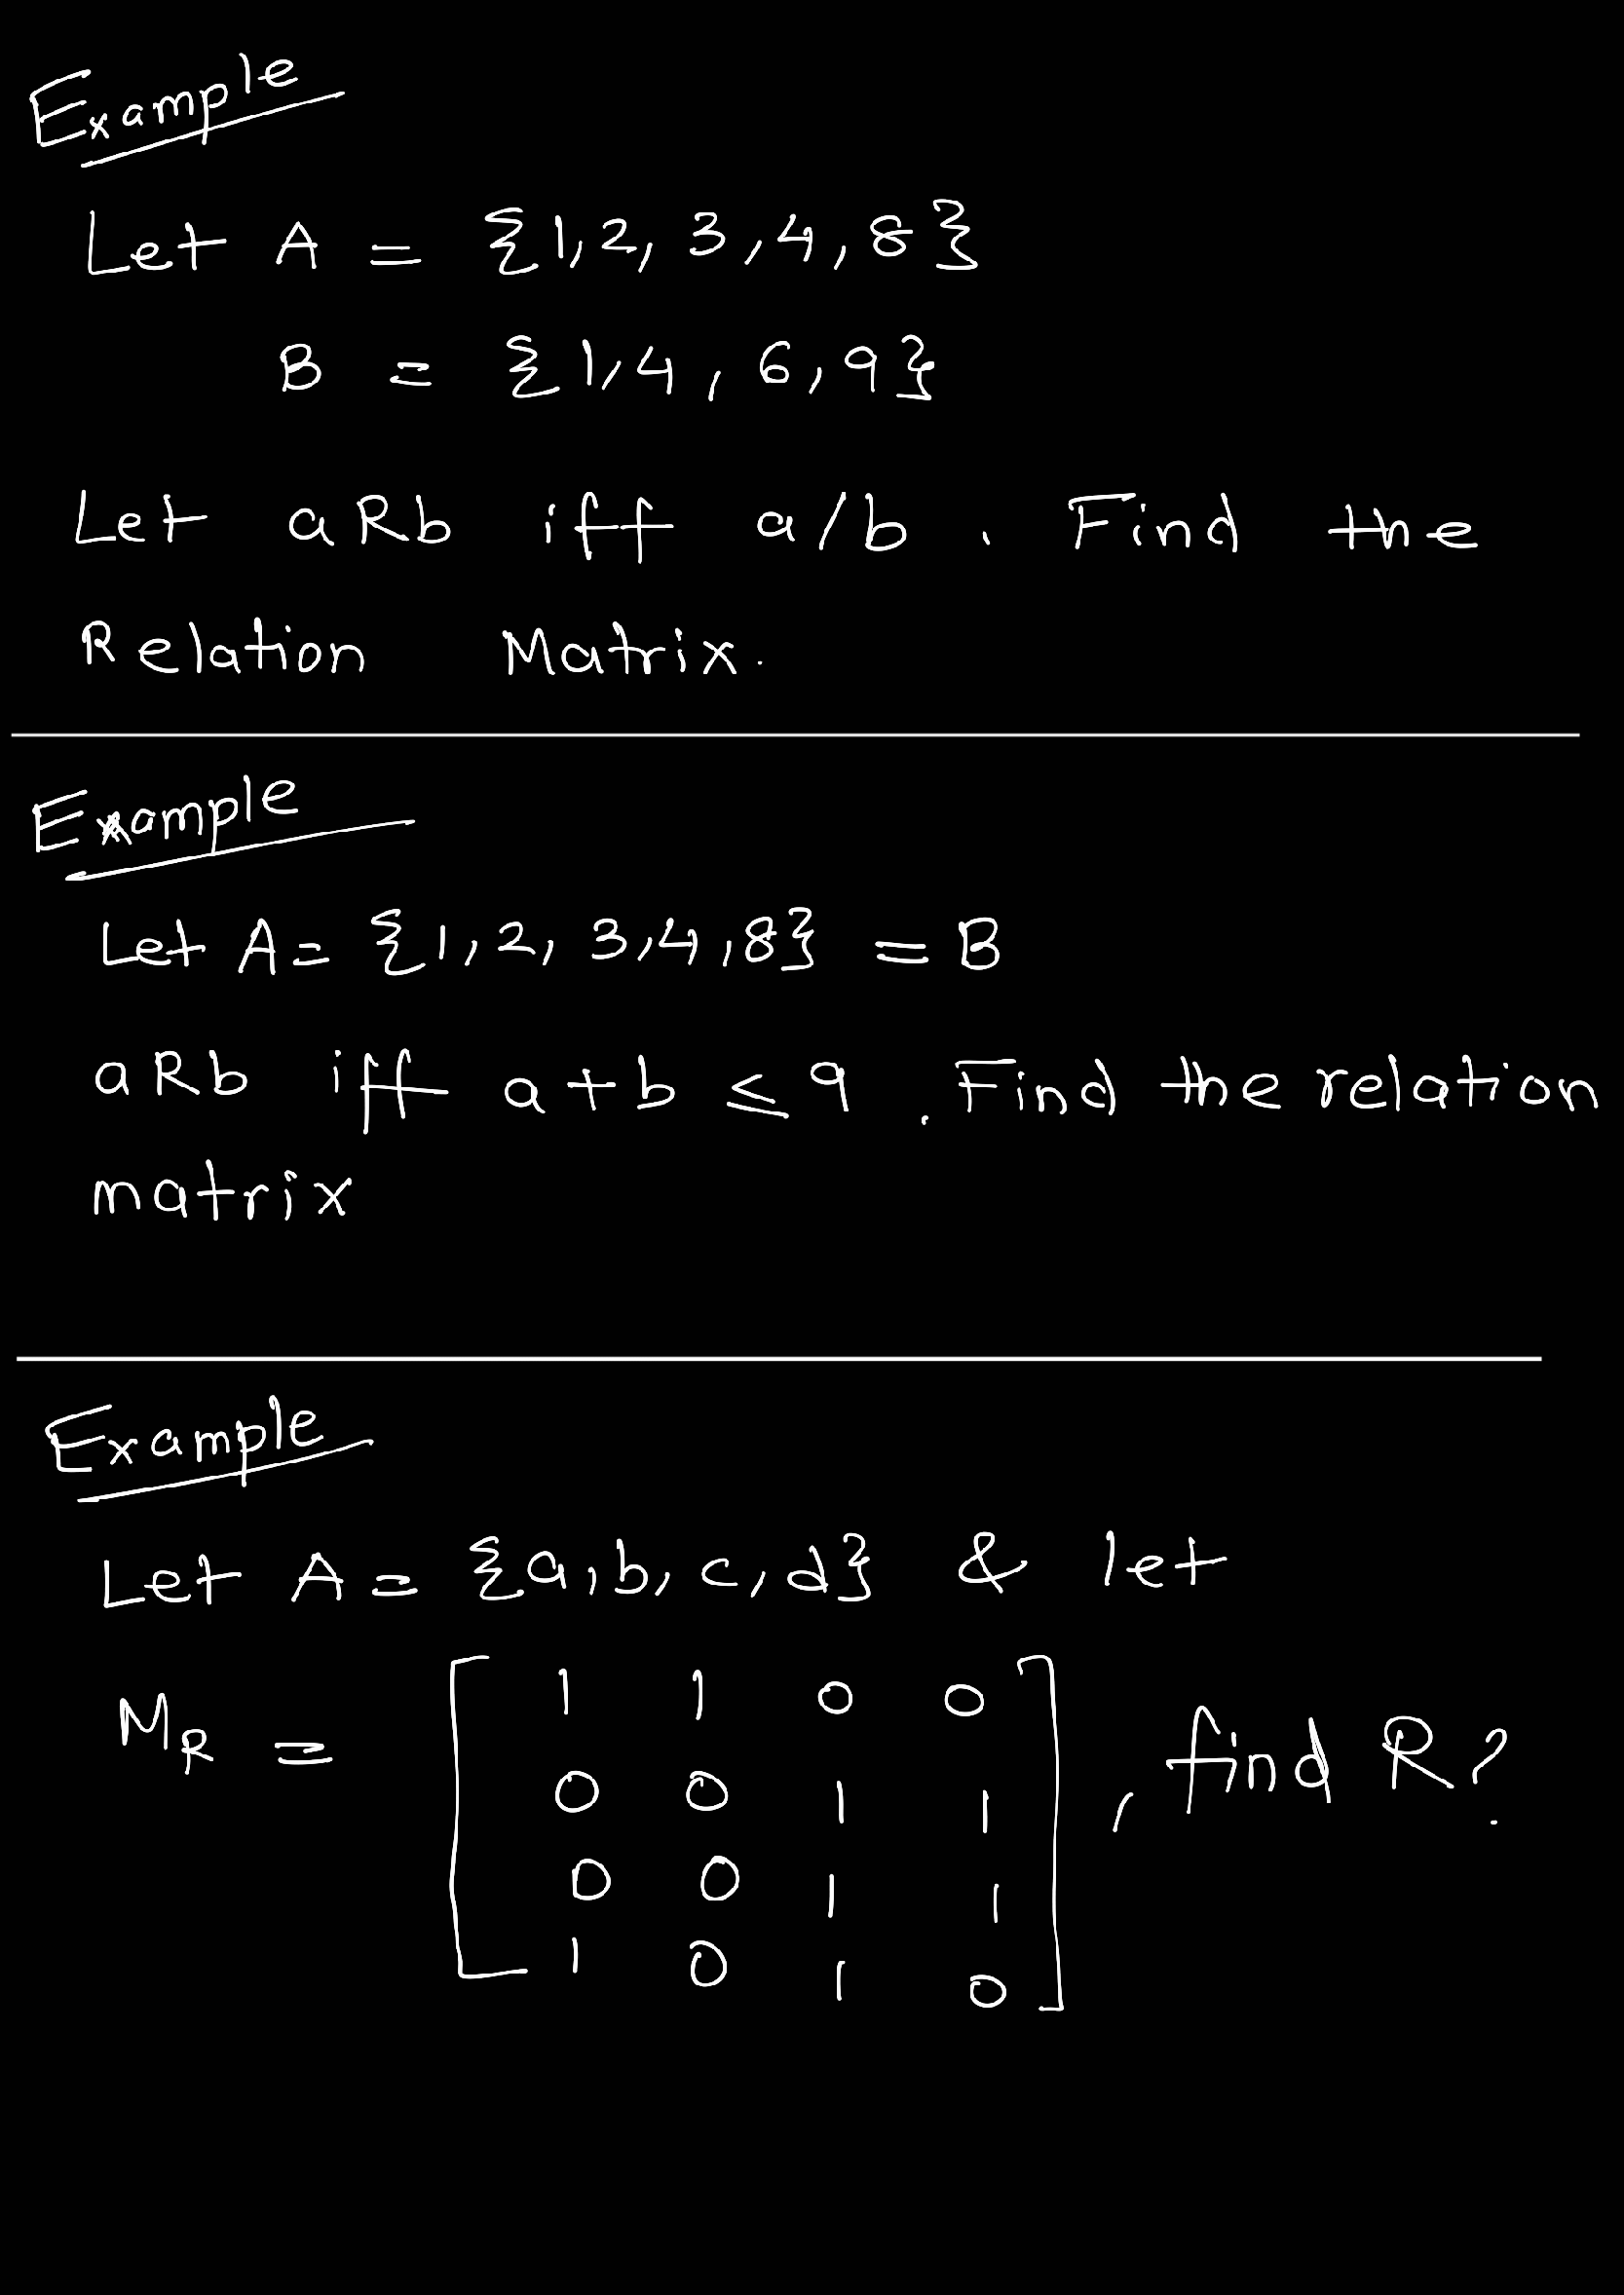 Example
Let A = {1,2,3,4,8}
B = {1,4,6,9}
Let aRb iff a/b. Find the
Relation Matrix.
Example
Let A = {1,2,3,4,8} = B
aRb iff a+b ≤ 9. Find the relation
matrix
Example
Let A = {a,b,c,d} & let
M_R = [ 1 1 0 0
0 0 1 1
0 0 1 1
1 0 1 0 ], find R?